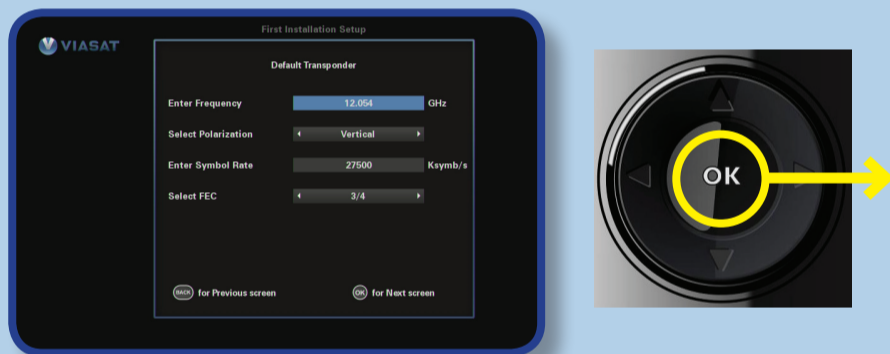 First Installation Setup
VIASAT
Default Transponder
Enter Frequency 12.054 GHz
Select Polarization Vertical
Enter Symbol Rate 27500 Ksymb/s
Select FEC 3/4
BACK for Previous screen OK for Next screen
OK